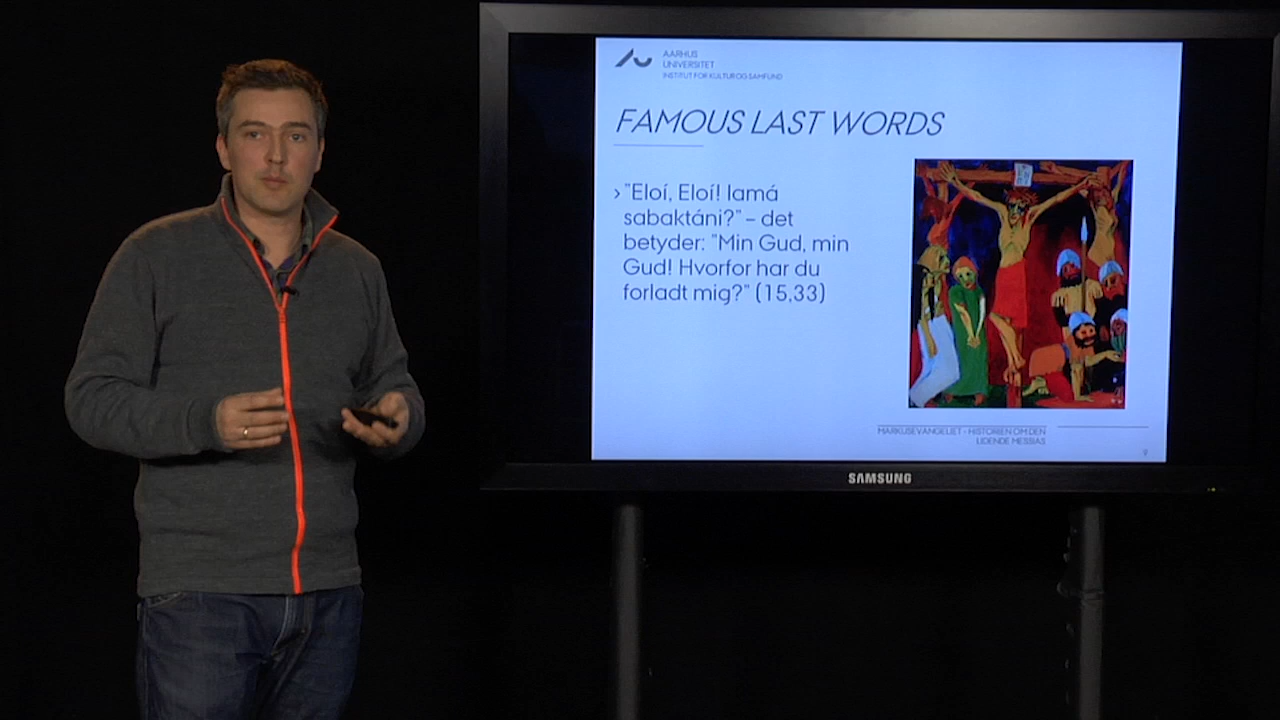 AARHUS
UNIVERSITET
INSTITUT FOR KULTUR OG SAMFUND
FAMOUS LAST WORDS
› "Eloí, Eloí! lamá
sabaktáni?" – det
betyder: "Min Gud, min
Gud! Hvorfor har du
forladt mig?" (15,33)
MARKUSEVANGELIET - HISTORIEN OM DEN
LIDENDE MESSIAS
9
SAMSUNG